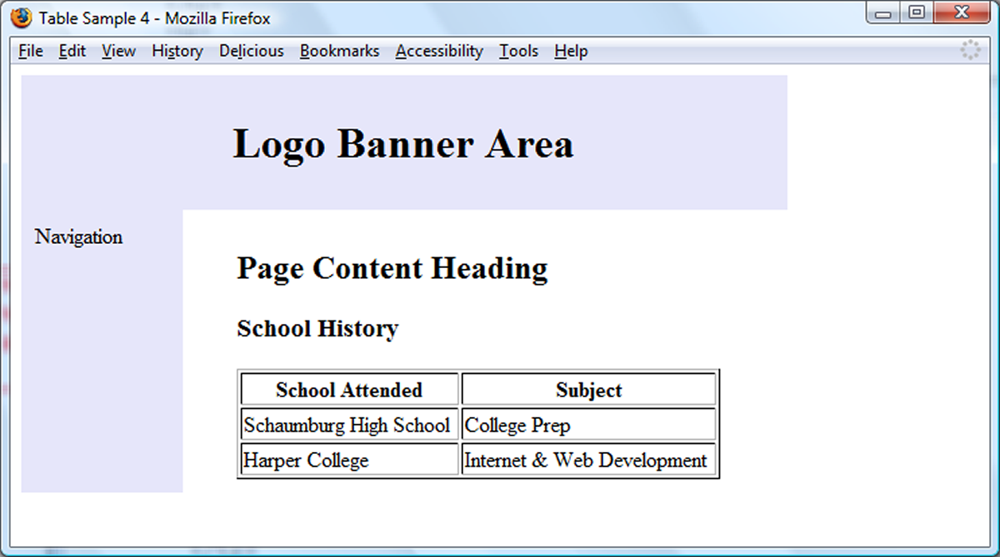 Table Sample 4 - Mozilla Firefox
File Edit View History Delicious Bookmarks Accessibility Tools Help
Logo Banner Area
Navigation
Page Content Heading
School History
School Attended Subject
Schaumburg High School College Prep
Harper College Internet & Web Development